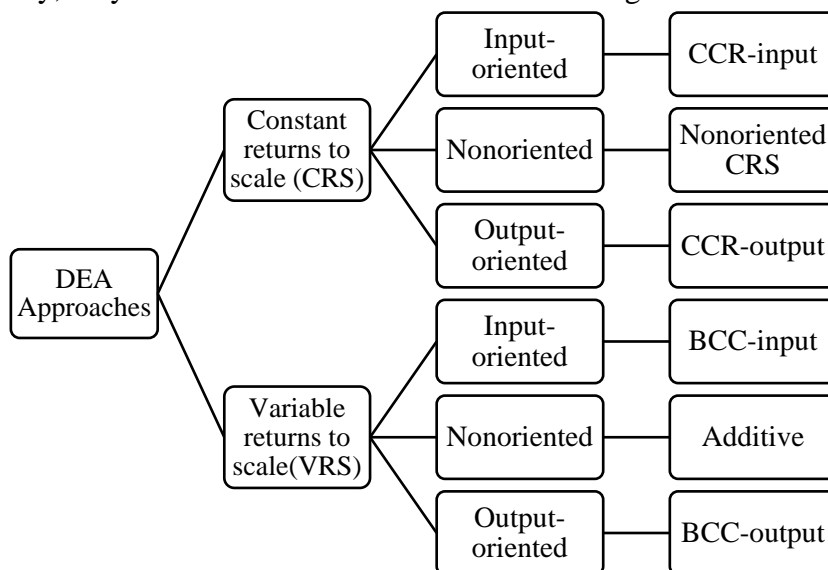 Input-
oriented
CCR-input
Constant
returns to
scale (CRS)
Nonoriented
Nonoriented
CRS
Output-
oriented
CCR-output
DEA
Approaches
Input-
oriented
BCC-input
Variable
returns to
scale(VRS)
Nonoriented
Additive
Output-
oriented
BCC-output